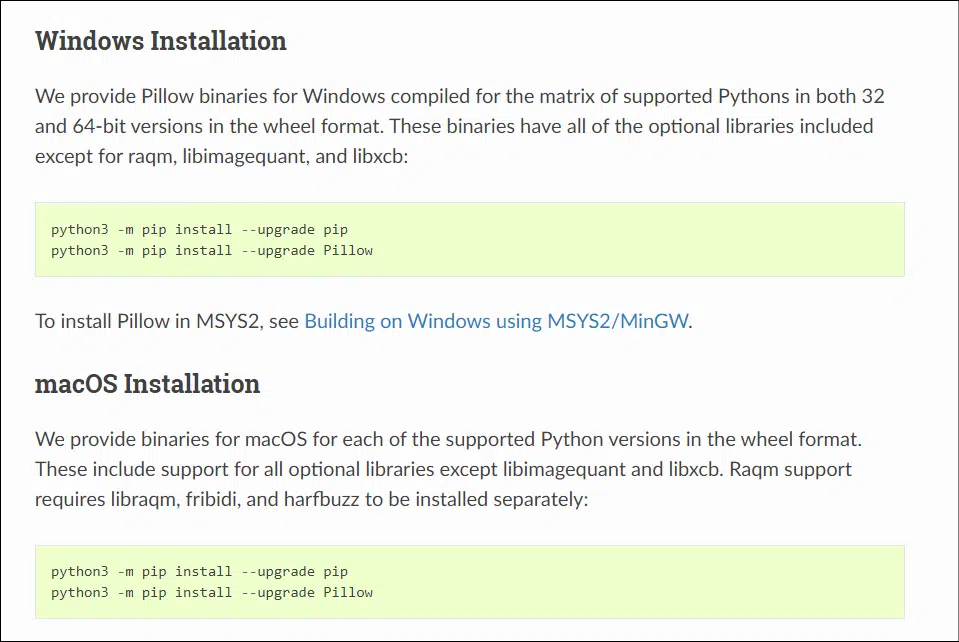 Windows Installation
We provide Pillow binaries for Windows compiled for the matrix of supported Pythons in both 32
and 64-bit versions in the wheel format. These binaries have all of the optional libraries included
except for raqm, libimagequant, and libxcb:
python3 -m pip install --upgrade pip
python3 -m pip install --upgrade Pillow
To install Pillow in MSYS2, see Building on Windows using MSYS2/MinGW.
macOS Installation
We provide binaries for macOS for each of the supported Python versions in the wheel format.
These include support for all optional libraries except libimagequant and libxcb. Raqm support
requires libraqm, fribidi, and harfbuzz to be installed separately:
python3 -m pip install --upgrade pip
python3 -m pip install --upgrade Pillow